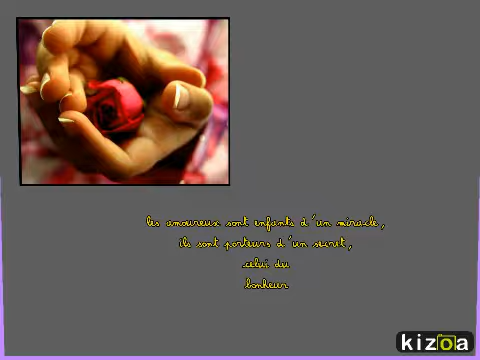 les amoureux sont enfants d'un miracle,
ils sont porteurs d'un secret,
celui du
bonheur
kizoa